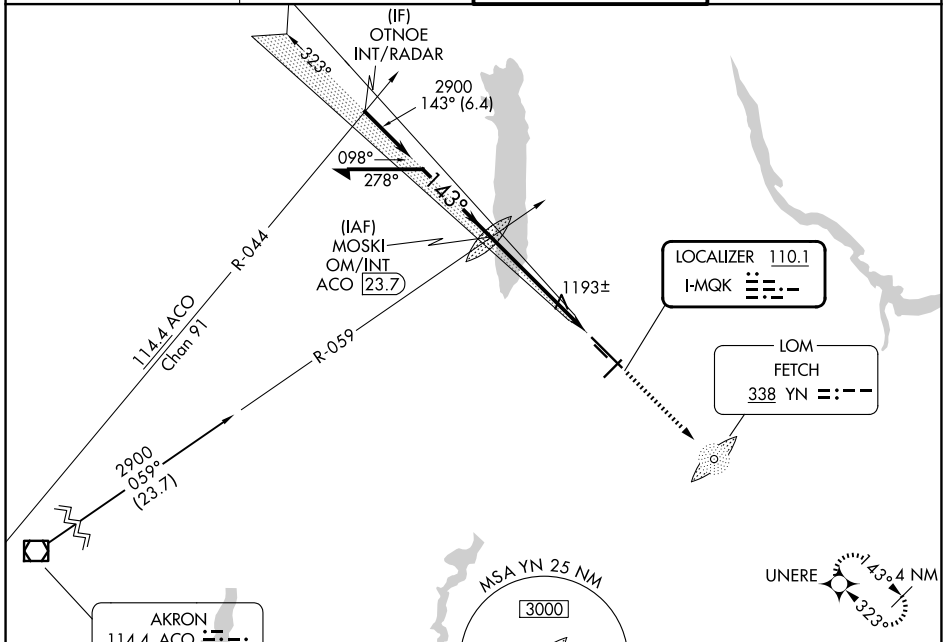 (IF)
OTNOE
INT/RADAR
323°
2900
143° (6.4)
098°
278°
143°
(IAF)
MOSKI
OM/INT
ACO 23.7
R-044
LOCALIZER 110.1
I-MQK
1193±
114.4 ACO
Chan 91
R-059
LOM
FETCH
338 YN
2900
059°
(23.7)
MSA YN 25 NM
3000
UNERE
143°
4 NM
323°
AKRON
114.4 ACO